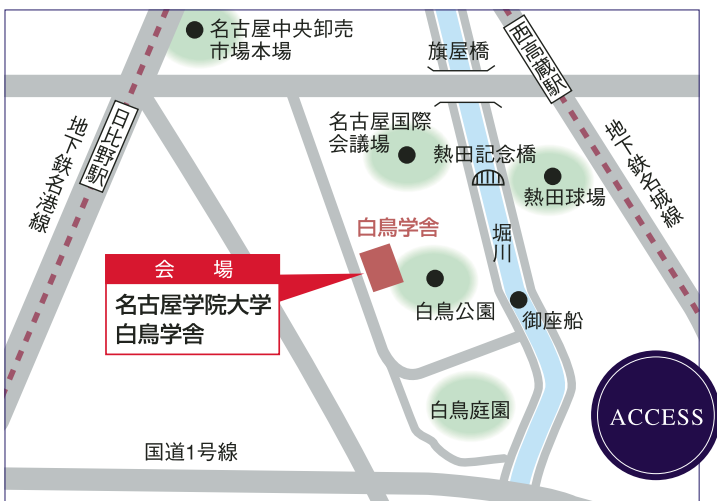 名古屋中央卸売
市場本場
旗屋橋
西高蔵駅
日比野駅
地下鉄名港線
名古屋国際
会議場
熱田記念橋
熱田球場
地下鉄名城線
白鳥学舎
堀川
会場
名古屋学院大学
白鳥学舎
白鳥公園
御座船
白鳥庭園
ACCESS
国道1号線